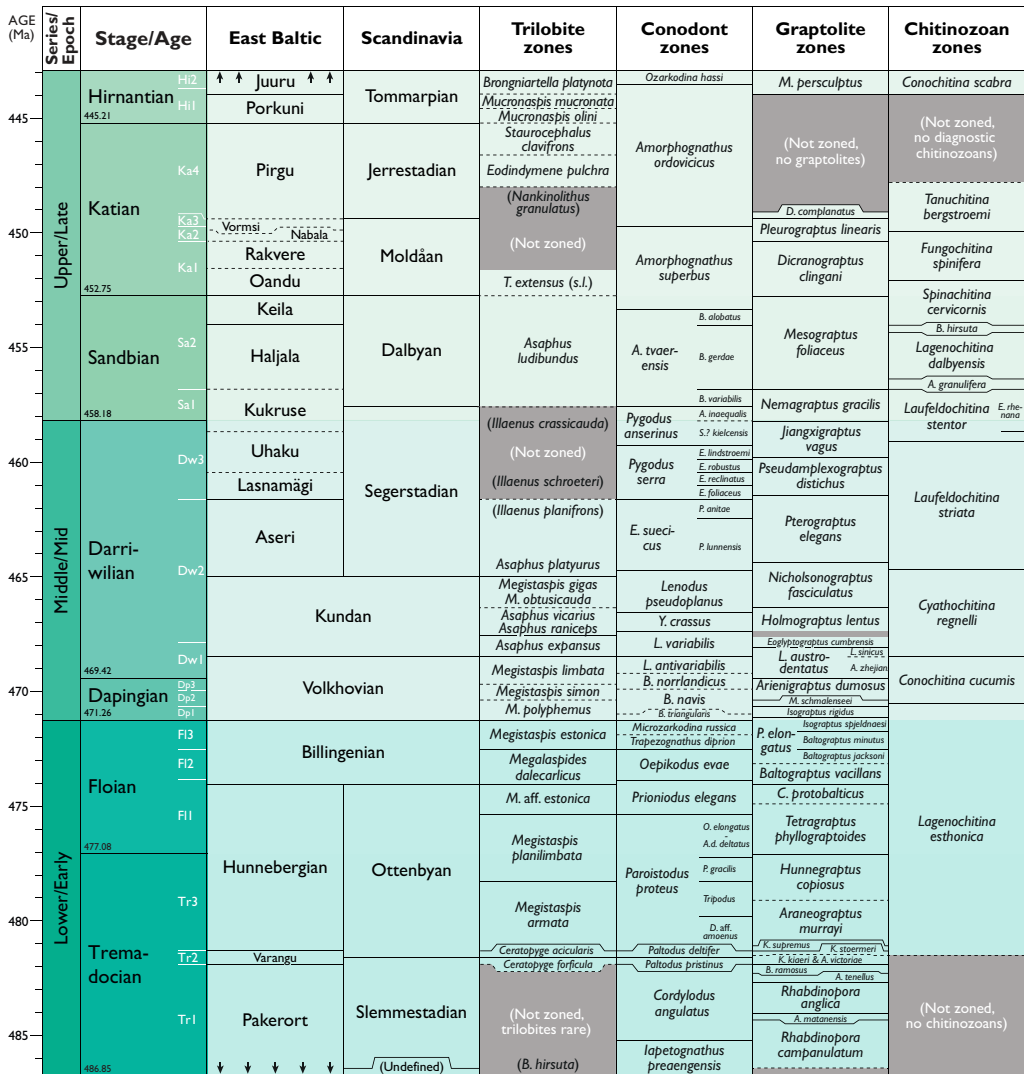 AGE
(Ma)
Series/
Epoch
Stage/Age
East Baltic
Scandinavia
Trilobite
zones
Conodont
zones
Graptolite
zones
Chitinozoan
zones
445
450
455
460
465
470
475
480
485
Upper/Late
Middle/Mid
Lower/Early
Hirnantian
445.21
Katian
452.75
Sandbian
458.18
Darri-
wilian
469.42
Dapingian
471.26
Floian
477.08
Trema-
docian
486.85
Hi2
Hi1
Ka4
Ka3
Ka2
Ka1
Sa2
Sa1
Dw3
Dw2
Dw1
Dp3
Dp2
Dp1
Fl3
Fl2
Fl1
Tr3
Tr2
Tr1
Juuru
Porkuni
Pirgu
Vormsi
Nabala
Rakvere
Oandu
Keila
Haljala
Kukruse
Uhaku
Lasnamägi
Aseri
Kundan
Volkhovian
Billingenian
Hunnebergian
Varangu
Pakerort
Tommarpian
Jerrestadian
Moldåan
Dalbyan
Segerstadian
Ottenbyan
Slemmestadian
(Undefined)
Brongniartella platynota
Mucronaspis mucronata
Mucronaspis olini
Staurocephalus
clavifrons
Eodindymene pulchra
(Nankinolithus
granulatus)
(Not zoned)
T. extensus (s.l.)
Asaphus
ludibundus
(Illaenus crassicauda)
(Not zoned)
(Illaenus schroeteri)
(Illaenus planifrons)
Asaphus platyurus
Megistaspis gigas
M. obtusicauda
Asaphus vicarius
Asaphus raniceps
Asaphus expansus
Megistaspis limbata
Megistaspis simon
M. polyphemus
Megistaspis estonica
Megalaspides
dalecarlicus
M. aff. estonica
Megistaspis
planilimbata
Megistaspis
armata
Ceratopyge acicularis
Ceratopyge forficula
(Not zoned,
trilobites rare)
(B. hirsuta)
Ozarkodina hassi
Amorphognathus
ordovicicus
Amorphognathus
superbus
A. tvaer-
ensis
B. alobatus
B. gerdae
B. variabilis
Pygodus
anserinus
A. inaequalis
S.? kielcensis
Pygodus
serra
E. lindstroemi
E. robustus
E. reclinatus
E. foliaceus
E. sueci-
cus
P. anitae
P. lunnensis
Lenodus
pseudoplanus
Y. crassus
L. variabilis
L. antivariabilis
B. norrlandicus
B. navis
B. triangularis
Microzarkodina russica
Trapezognathus diprion
Oepikodus evae
Prioniodus elegans
Paroistodus
proteus
O. elongatus
-
A.d. deltatus
P. gracilis
Tripodus
D. aff.
amoenus
Paltodus deltifer
Paltodus pristinus
Cordylodus
angulatus
Iapetognathus
preaengensis
M. persculptus
(Not zoned,
no graptolites)
D. complanatus
Pleurograptus linearis
Dicranograptus
clingani
Mesograptus
foliaceus
Nemagraptus gracilis
Jiangxigraptus
vagus
Pseudamplexograptus
distichus
Pterograptus
elegans
Nicholsonograptus
fasciculatus
Holmograptus lentus
Eoglyptograptus cumbrensis
L. austro-
dentatus
L. sinicus
A. zhejian.
Arienigraptus dumosus
M. schmalenseei
Isograptus rigidus
P. elon-
gatus
Isograptus spjeldnaesi
Baltograptus minutus
Baltograptus jacksoni
Baltograptus vacillans
C. protobalticus
Tetragraptus
phyllograptoides
Hunnegraptus
copiosus
Araneograptus
murrayi
K. supremus
K. stoermeri
K. kiaeri & A. victoriae
B. ramosus
A. tenellus
Rhabdinopora
anglica
A. matanensis
Rhabdinopora
campanulatum
Conochitina scabra
(Not zoned,
no diagnostic
chitinozoans)
Tanuchitina
bergstroemi
Fungochitina
spinifera
Spinachitina
cervicornis
B. hirsuta
Lagenochitina
dalbyensis
A. granulifera
Laufeldochitina
stentor
E. rhe-
nana
Laufeldochitina
striata
Cyathochitina
regnelli
Conochitina cucumis
Lagenochitina
esthonica
(Not zoned,
no chitinozoans)